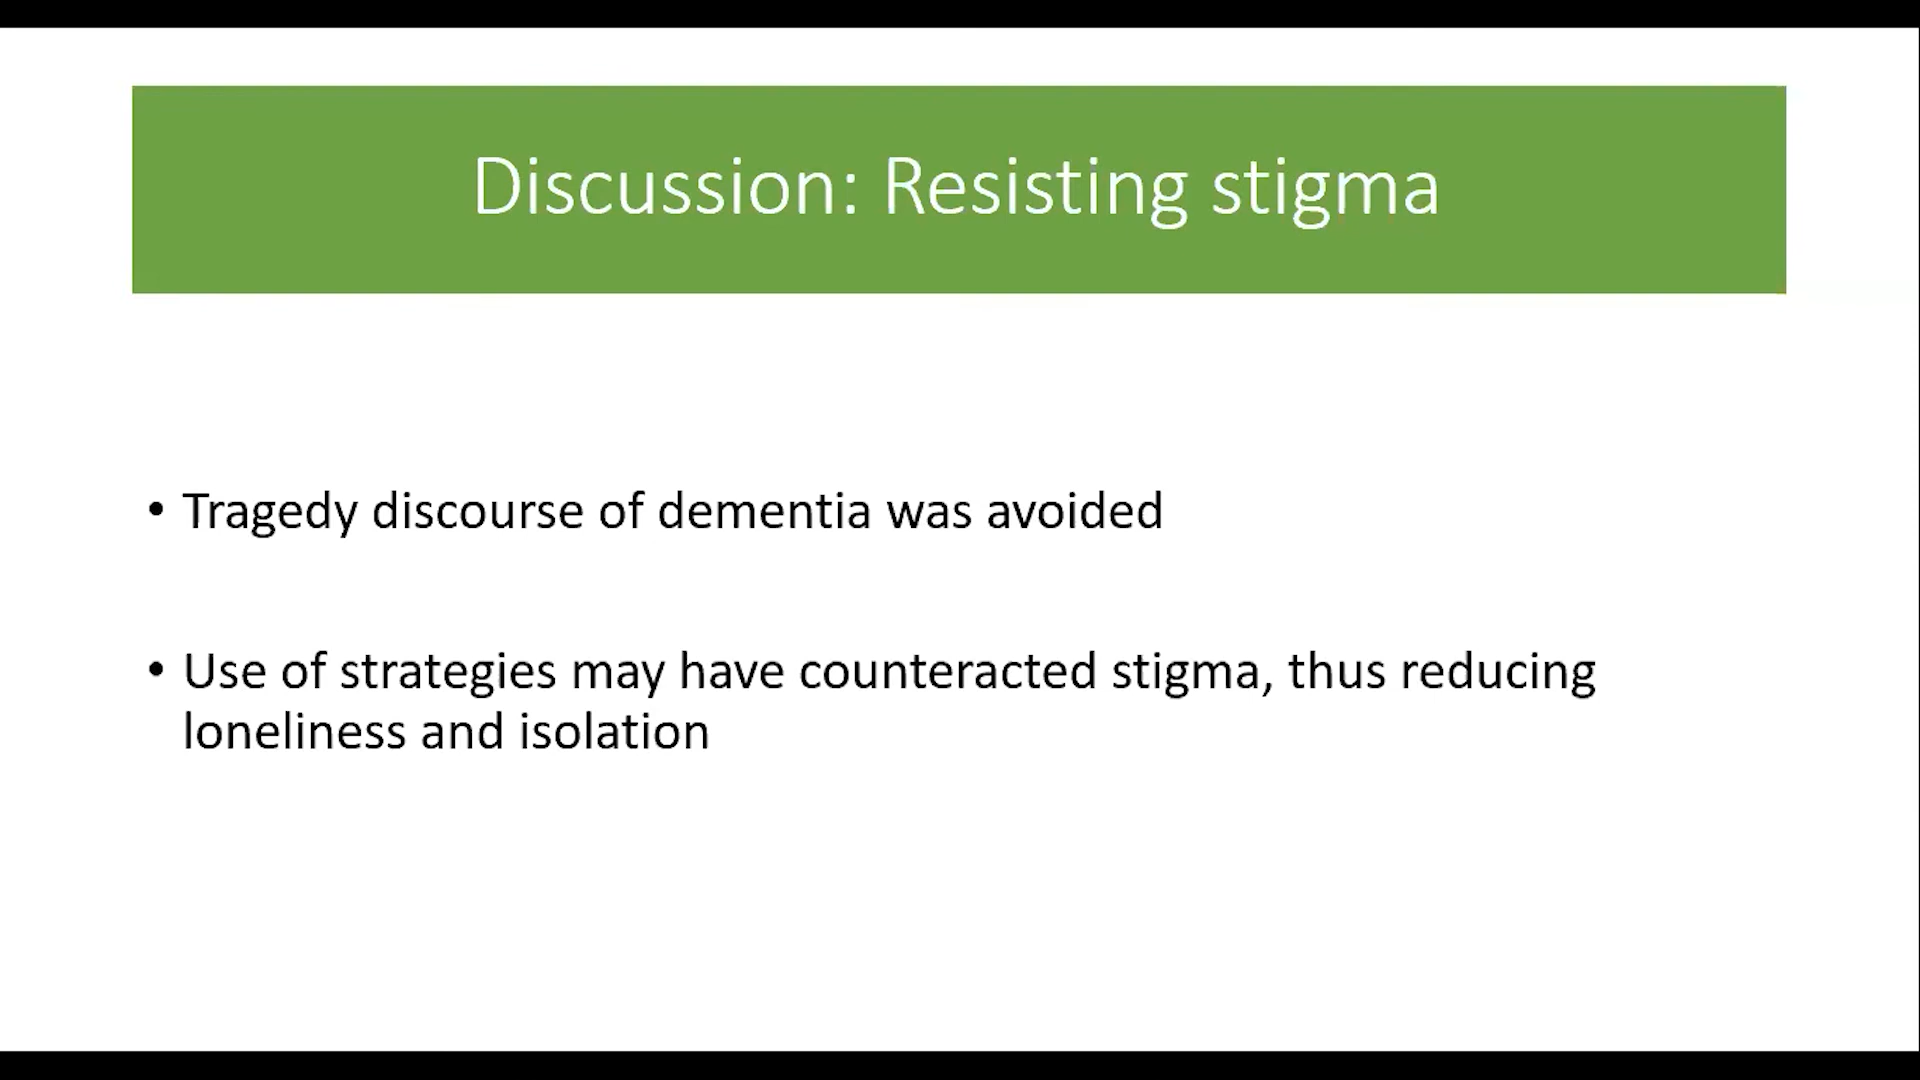 Discussion: Resisting stigma
• Tragedy discourse of dementia was avoided
• Use of strategies may have counteracted stigma, thus reducing
loneliness and isolation